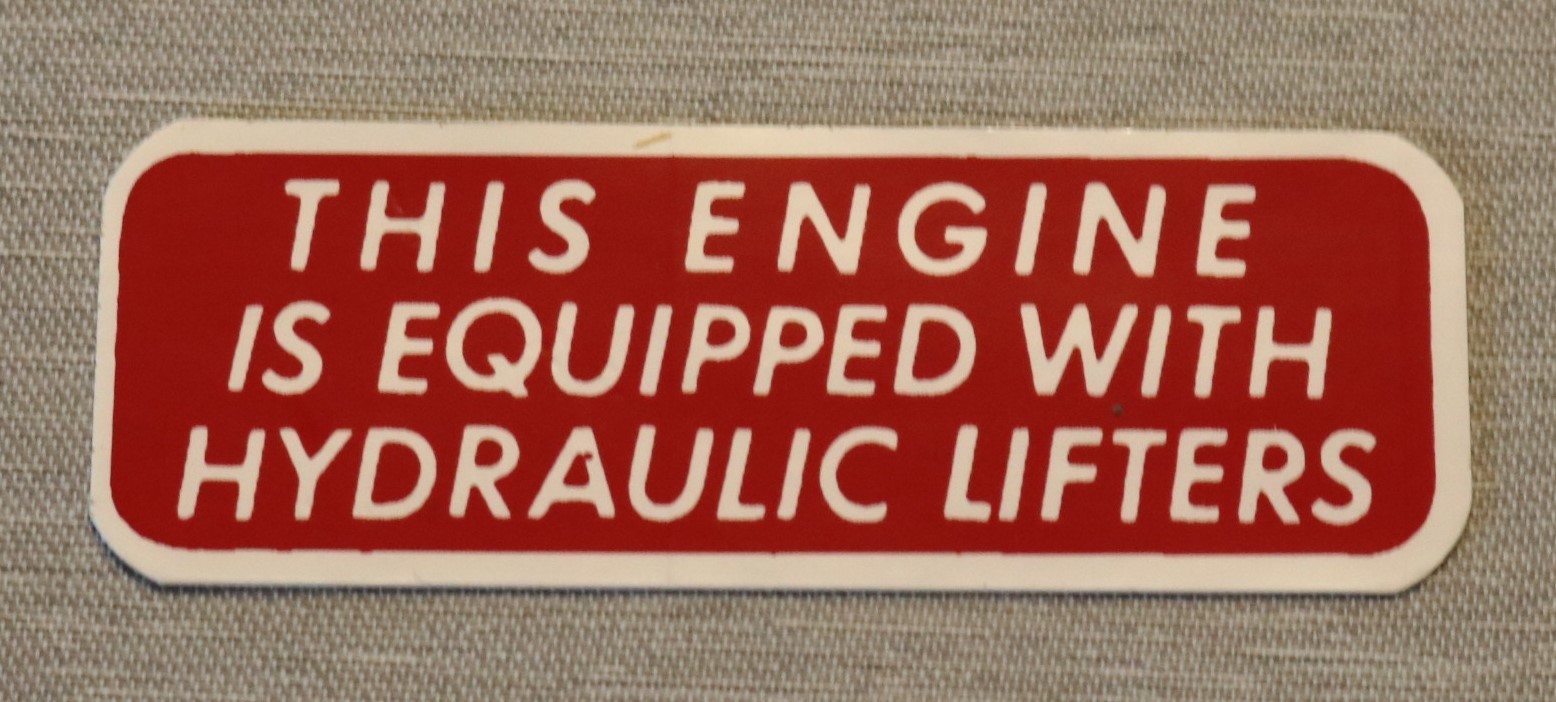 THIS ENGINE
IS EQUIPPED WITH
HYDRAULIC LIFTERS